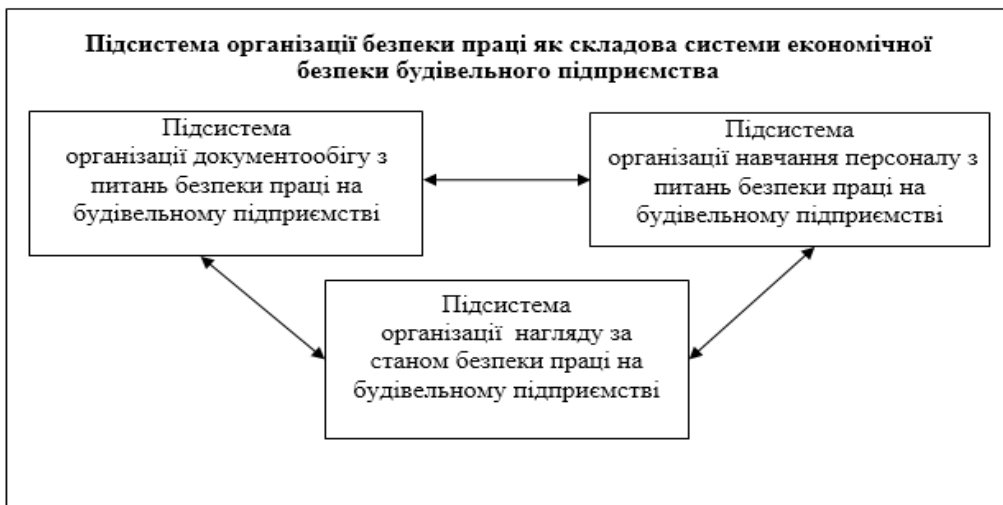 Підсистема організації безпеки праці як складова системи економічної
безпеки будівельного підприємства
Підсистема
організації документообігу з
питань безпеки праці на
будівельному підприємстві
Підсистема
організації навчання персоналу з
питань безпеки праці на
будівельному підприємстві
Підсистема
організації нагляду за
станом безпеки праці на
будівельному підприємстві